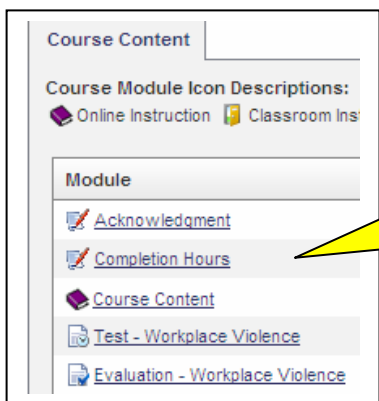 Course Content
Course Module Icon Descriptions:
Online Instruction Classroom
Module
Acknowledgment
Completion Hours
Course Content
Test - Workplace Violence
Evaluation - Workplace Violence